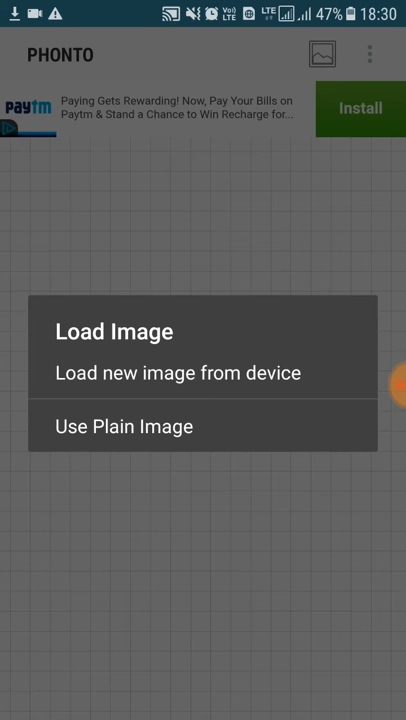 47% 18:30
PHONTO
paytm
Paying Gets Rewarding! Now, Pay Your Bills on
Paytm & Stand a Chance to Win Recharge for...
Install
Load Image
Load new image from device
Use Plain Image